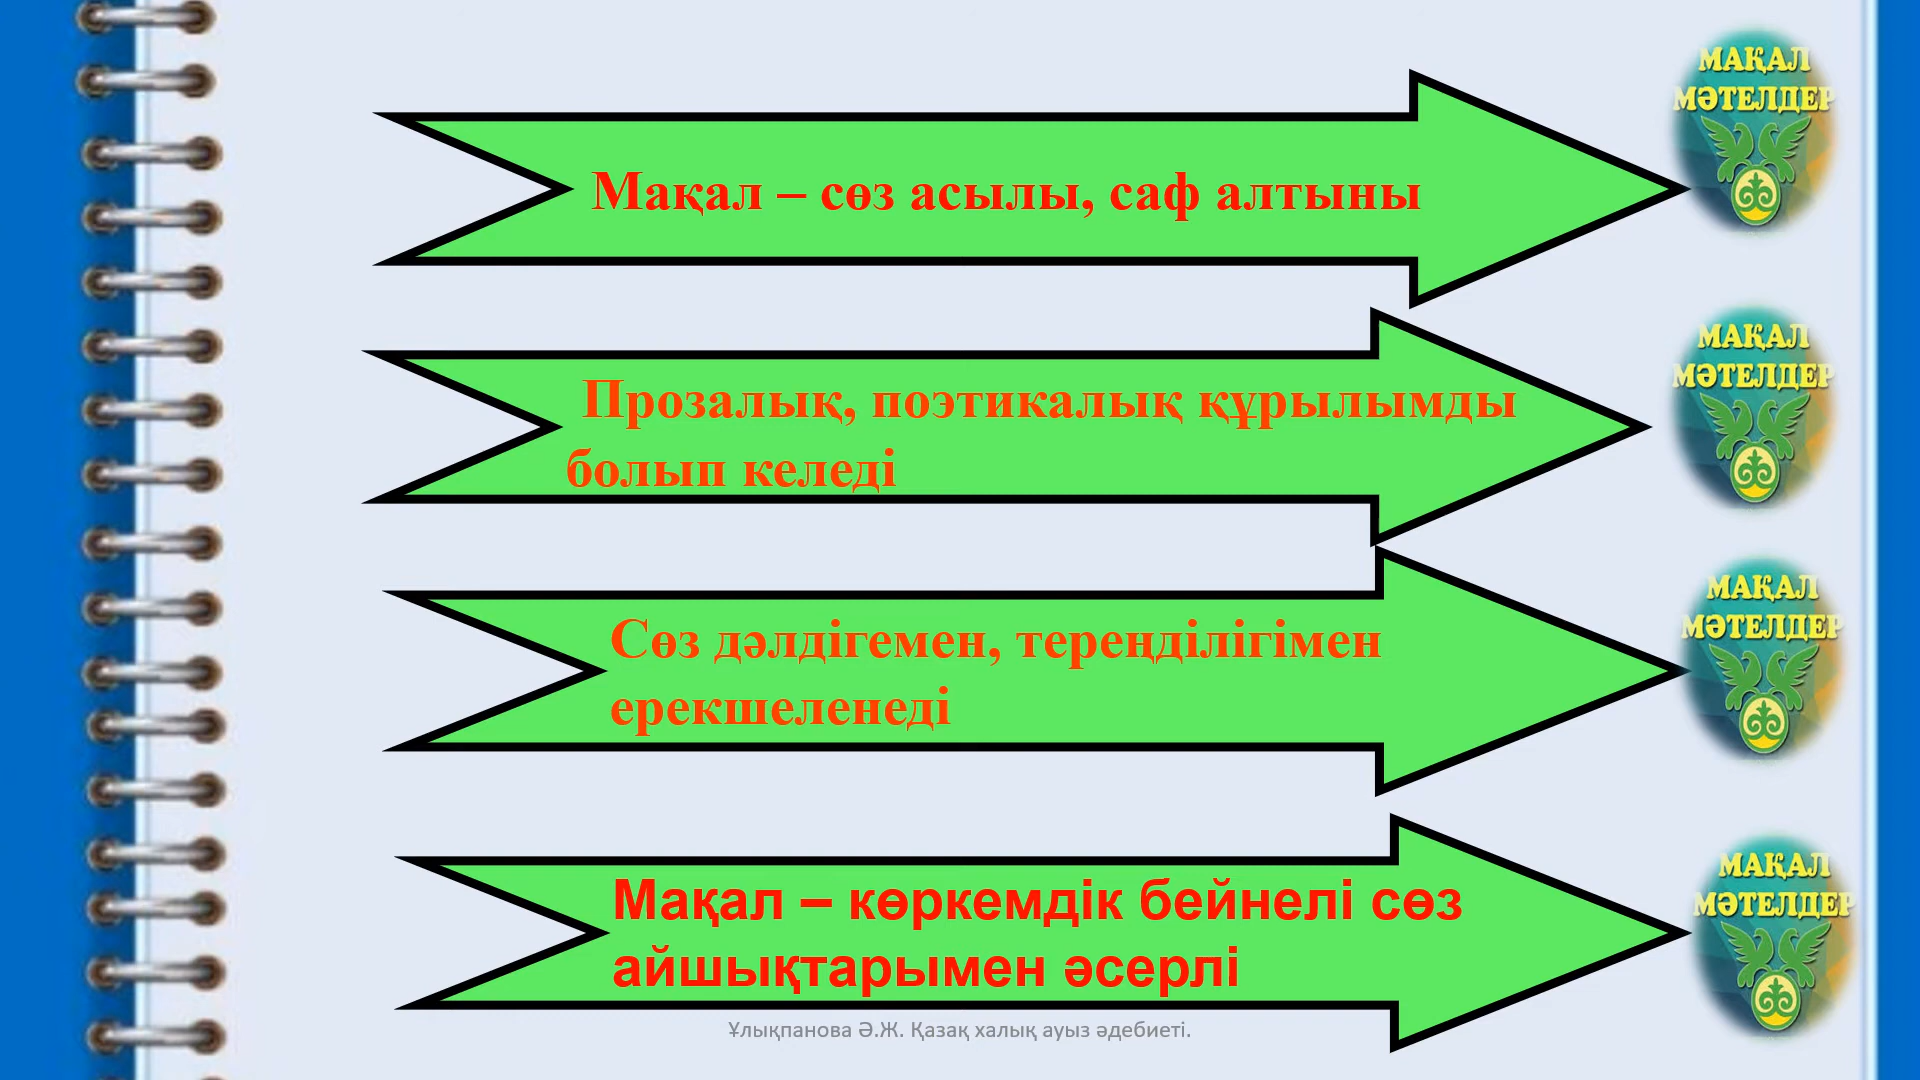 МАҚАЛ
МӘТЕЛДЕР
Мақал – сөз асылы, саф алтыны
МАҚАЛ
МӘТЕЛДЕР
Прозалық, поэтикалық құрылымды
болып келеді
МАҚАЛ
МӘТЕЛДЕР
Сөз дәлдігемен, тереңділігімен
ерекшеленеді
МАҚАЛ
МӘТЕЛДЕР
Мақал – көркемдік бейнелі сөз
айшықтарымен әсерлі
Ұлықпанова Ә.Ж. Қазақ халық ауыз әдебиеті.